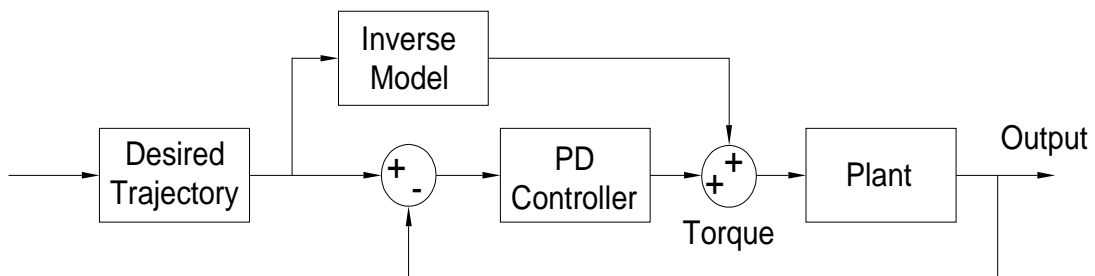 Inverse
Model
Desired
Trajectory
+
-
PD
Controller
+
+
Torque
Plant
Output